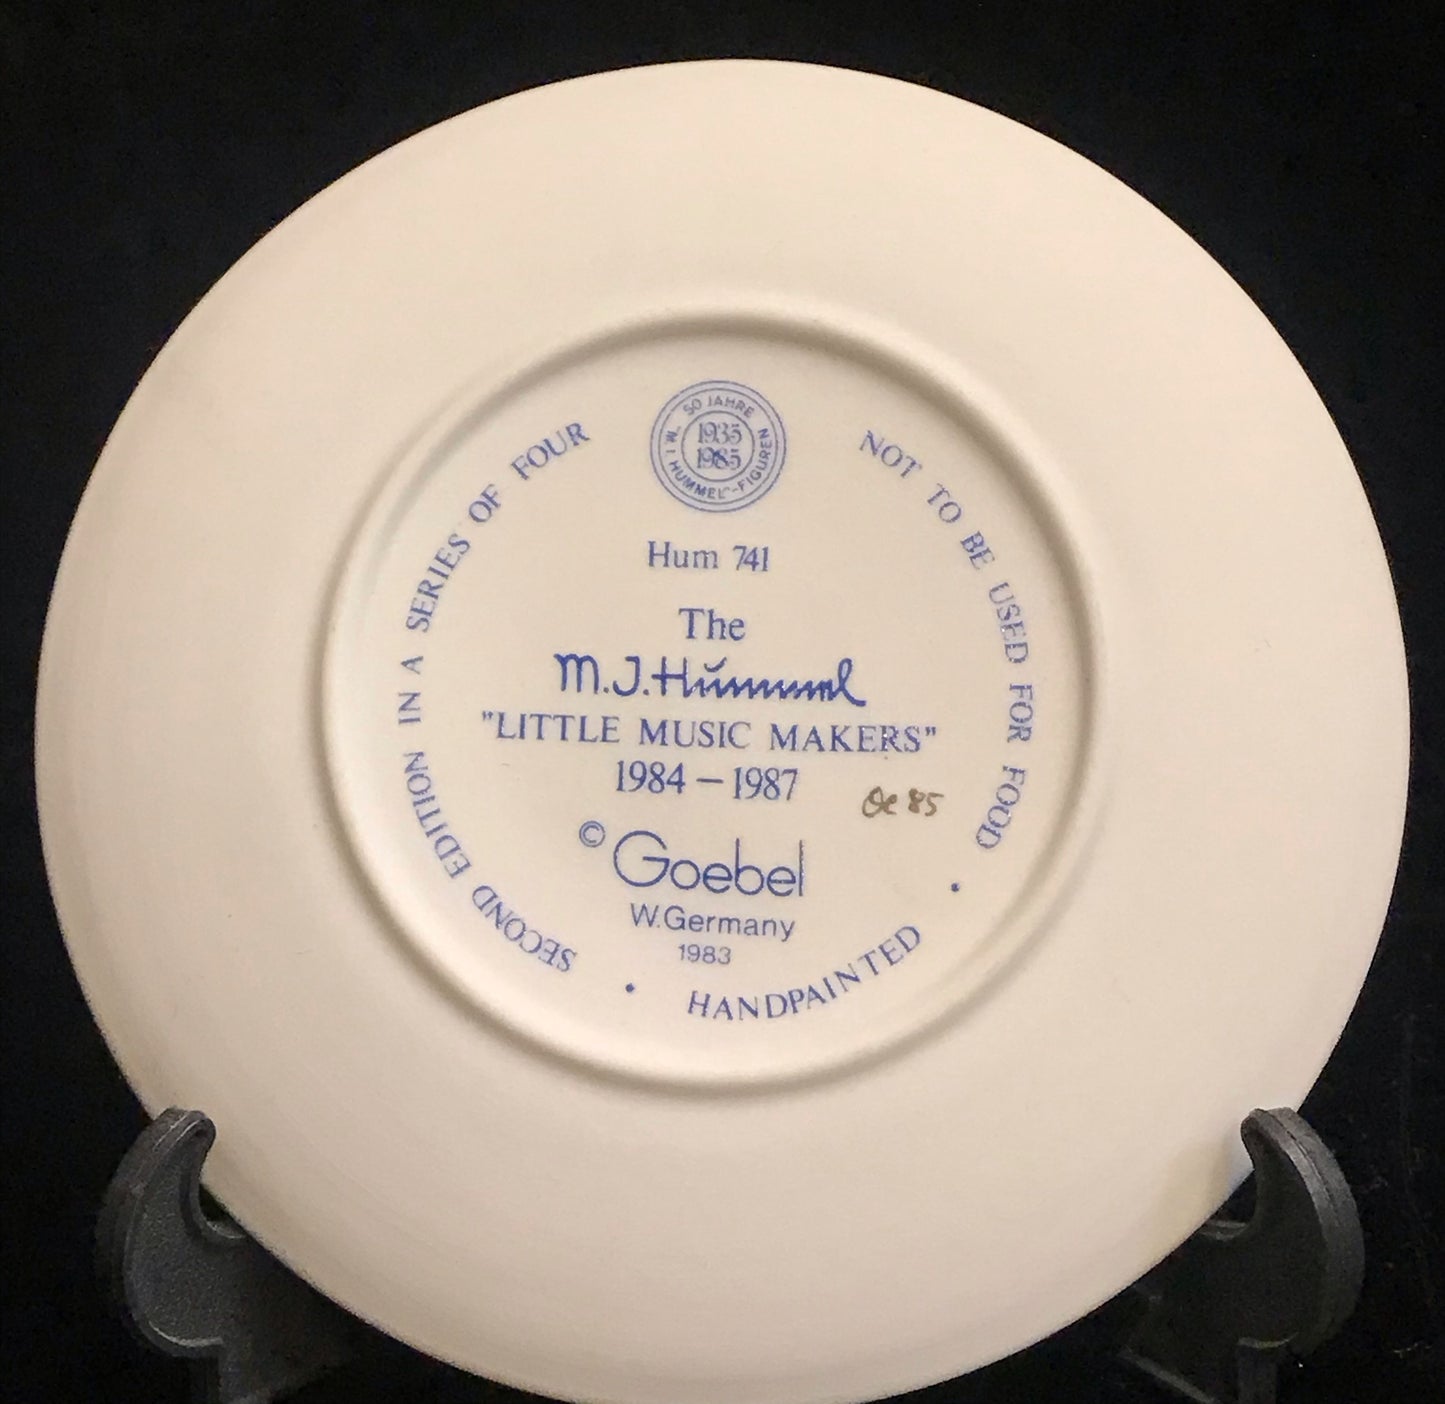 50 JAHRE
"M I HUMMEL"-FIGUREN
1935
1985
Hum 741
The
M.J.Hummel
"LITTLE MUSIC MAKERS"
1984 – 1987
© Goebel
W.Germany
1983
SECOND EDITION IN A SERIES OF FOUR
NOT TO BE USED FOR FOOD
• HANDPAINTED •
85